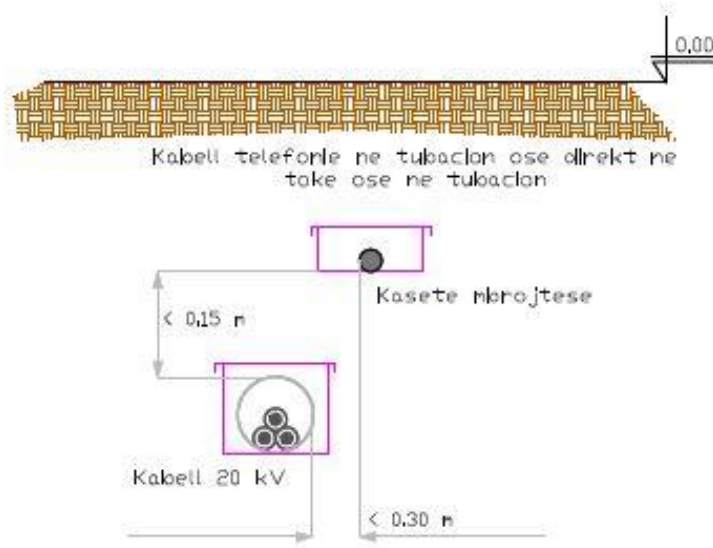 0,00
Kabell telefonie ne tubacion ose direkt ne
toke ose ne tubacion
Kasete mbrojtese
< 0.15 m
Kabell 20 kV
< 0.30 m